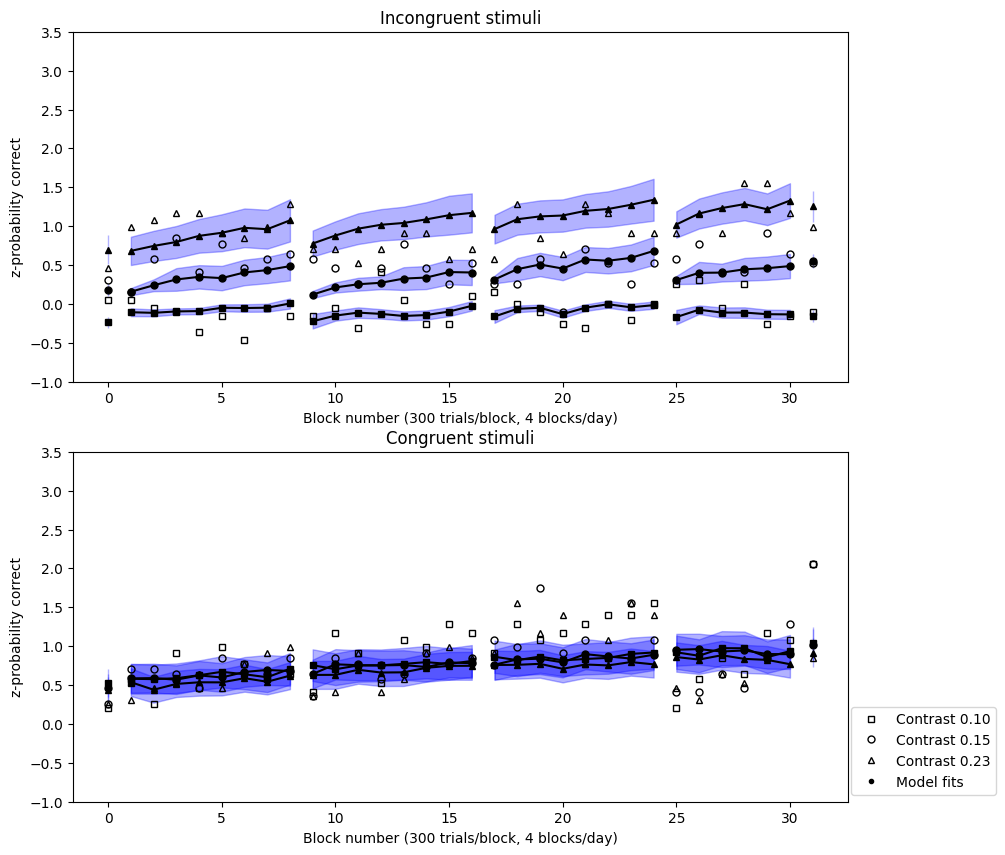 Incongruent stimuli
3.5
3.0
2.5
2.0
1.5
1.0
0.5
0.0
−0.5
−1.0
z-probability correct
0 5 10 15 20 25 30
Block number (300 trials/block, 4 blocks/day)
Congruent stimuli
3.5
3.0
2.5
2.0
1.5
1.0
0.5
0.0
−0.5
−1.0
z-probability correct
0 5 10 15 20 25 30
Block number (300 trials/block, 4 blocks/day)
Contrast 0.10
Contrast 0.15
Contrast 0.23
Model fits